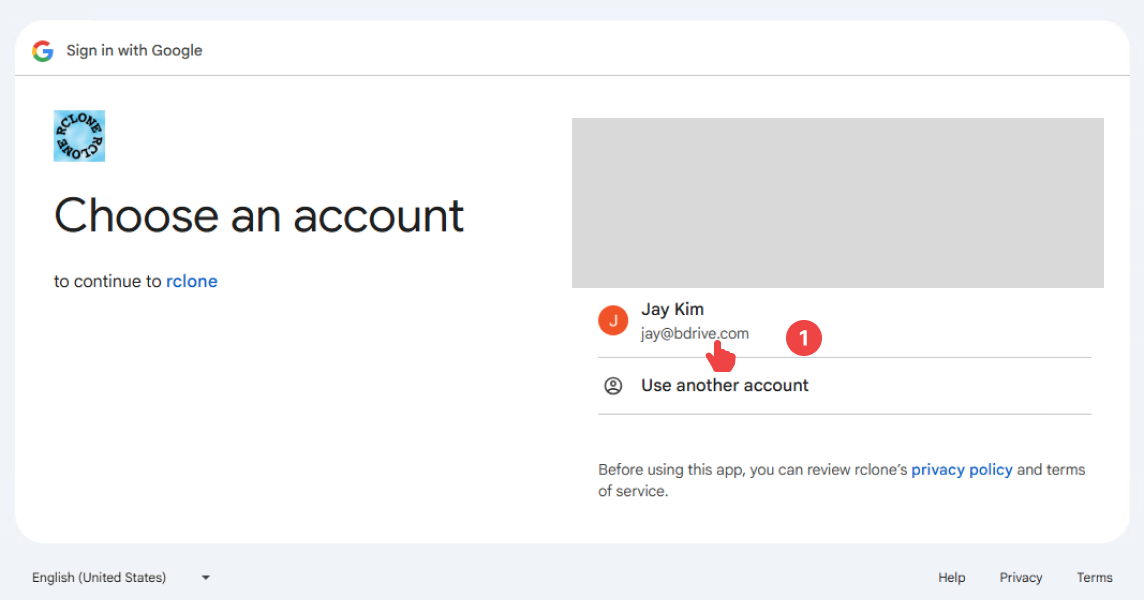 Sign in with Google
RCLONE RCLONE
Choose an account
to continue to rclone
Jay Kim
J
jay@bdrive.com
1
Use another account
Before using this app, you can review rclone's privacy policy and terms
of service.
English (United States)
Help Privacy Terms